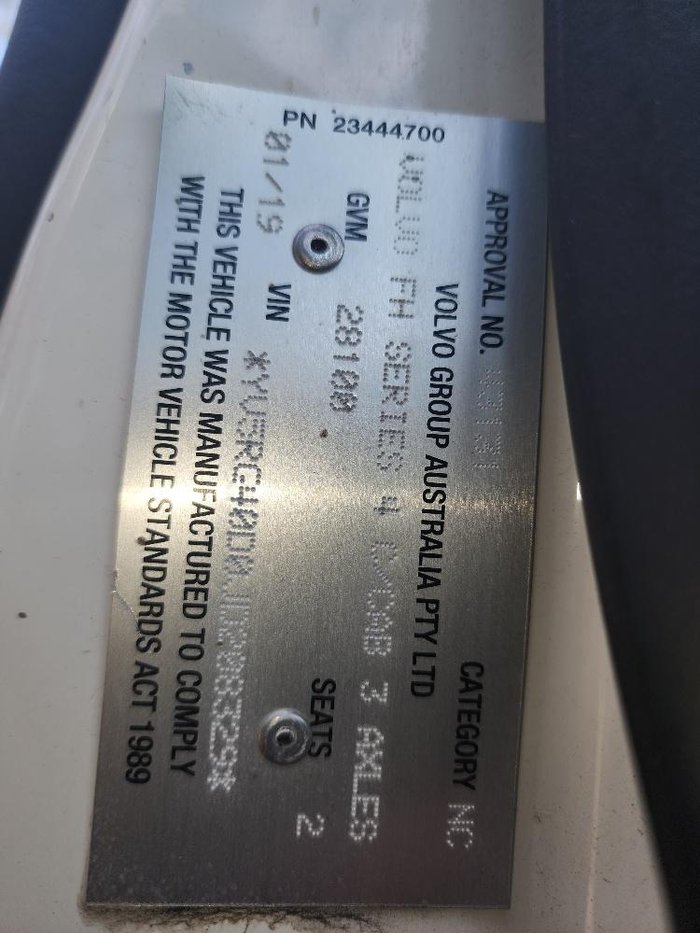 PN 23444700
APPROVAL NO. CATEGORY NC
VOLVO GROUP AUSTRALIA PTY LTD
VOLVO FH SERIES 4 C/CAB 3 AXLES
GVM 28100 SEATS 2
01/19 VIN
THIS VEHICLE WAS MANUFACTURED TO COMPLY
WITH THE MOTOR VEHICLE STANDARDS ACT 1989